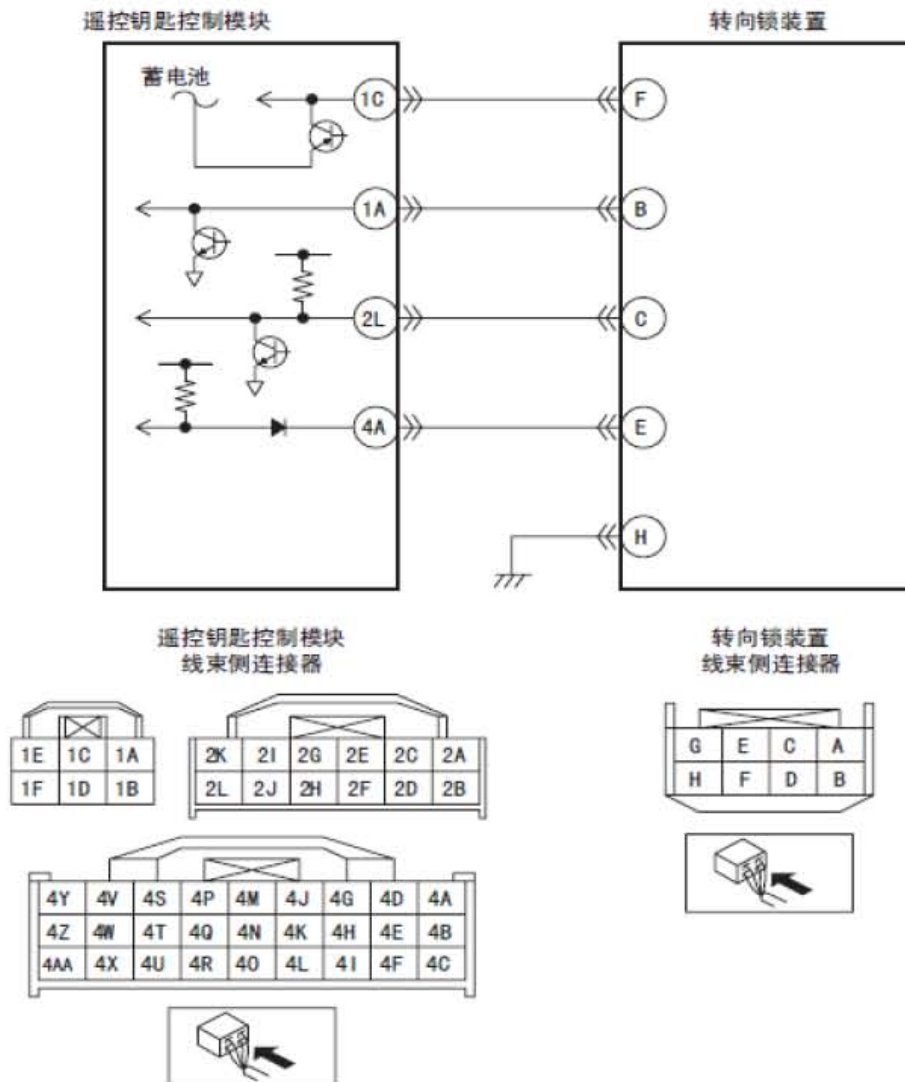 遥控钥匙控制模块
转向锁装置
蓄电池
1C
F
1A
B
2L
C
4A
E
H
遥控钥匙控制模块
线束侧连接器
转向锁装置
线束侧连接器
1E 1C 1A
1F 1D 1B
2K 2I 2G 2E 2C 2A
2L 2J 2H 2F 2D 2B
G E C A
H F D B
4Y 4V 4S 4P 4M 4J 4G 4D 4A
4Z 4W 4T 4Q 4N 4K 4H 4E 4B
4AA 4X 4U 4R 4O 4L 4I 4F 4C